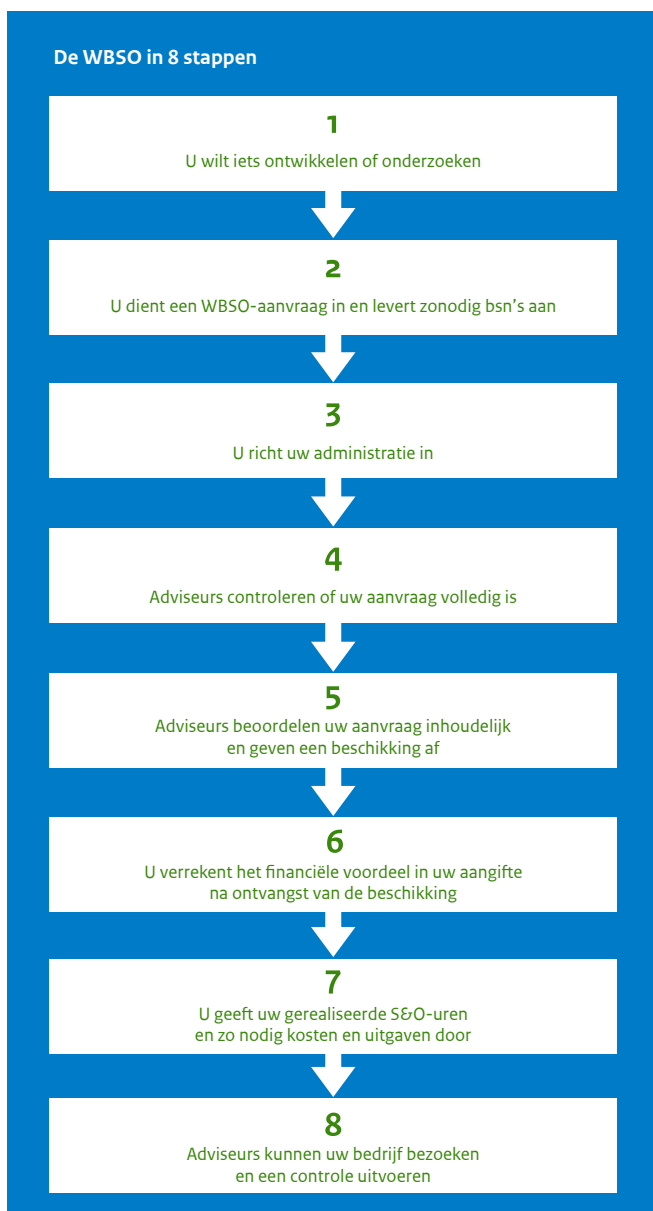 De WBSO in 8 stappen
1
U wilt iets ontwikkelen of onderzoeken
2
U dient een WBSO-aanvraag in en levert zonodig bsn's aan
3
U richt uw administratie in
4
Adviseurs controleren of uw aanvraag volledig is
5
Adviseurs beoordelen uw aanvraag inhoudelijk
en geven een beschikking af
6
U verrekent het financiële voordeel in uw aangifte
na ontvangst van de beschikking
7
U geeft uw gerealiseerde S&O-uren
en zo nodig kosten en uitgaven door
8
Adviseurs kunnen uw bedrijf bezoeken
en een controle uitvoeren